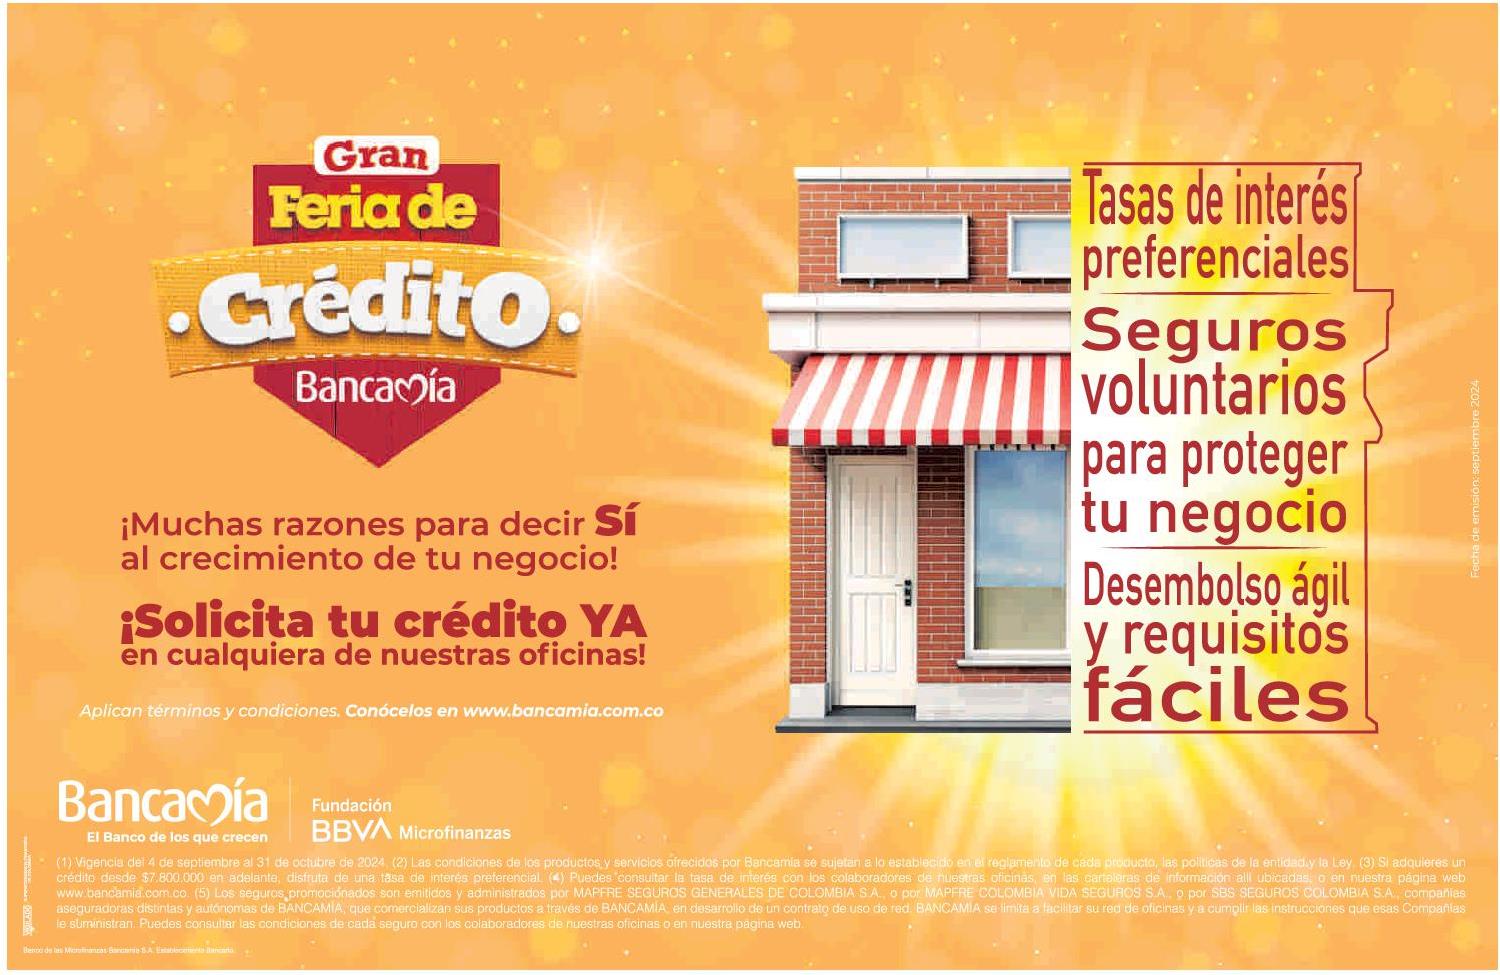 Gran
Feria de
Crédito
Bancamía
¡Muchas razones para decir Sí
al crecimiento de tu negocio!
¡Solicita tu crédito YA
en cualquiera de nuestras oficinas!
Aplican términos y condiciones. Conócelos en www.bancamia.com.co
Tasas de interés
preferenciales
Seguros
voluntarios
para proteger
tu negocio
Desembolso ágil
y requisitos
fáciles
Fecha de emisión: septiembre 2024
Bancamía
El Banco de los que crecen
Fundación
BBVA Microfinanzas
(1) Vigencia del 4 de septiembre al 31 de octubre de 2024. (2) Las condiciones de los productos y servicios ofrecidos por Bancamía se sujetan a lo establecido en el reglamento de cada producto, las políticas de la entidad y la Ley. (3) Si adquieres un
crédito desde $7.800.000 en adelante, disfruta de una tasa de interés preferencial. (4) Puedes consultar la tasa de interés con los colaboradores de nuestras oficinas, en las carteleras de información allí ubicadas, o en nuestra página web
www.bancamia.com.co. (5) Los seguros promocionados son emitidos y administrados por MAPFRE SEGUROS GENERALES DE COLOMBIA S.A., o por MAPFRE COLOMBIA VIDA SEGUROS S.A., o por SBS SEGUROS COLOMBIA S.A., compañías
aseguradoras distintas y autónomas de BANCAMÍA, que comercializan sus productos a través de BANCAMÍA, en desarrollo de un contrato de uso de red. BANCAMÍA se limita a facilitar su red de oficinas y a cumplir las instrucciones que esas Compañías
le suministran. Puedes consultar las condiciones de cada seguro con los colaboradores de nuestras oficinas o en nuestra página web.
Banco de las Microfinanzas Bancamía S.A. Establecimiento Bancario.